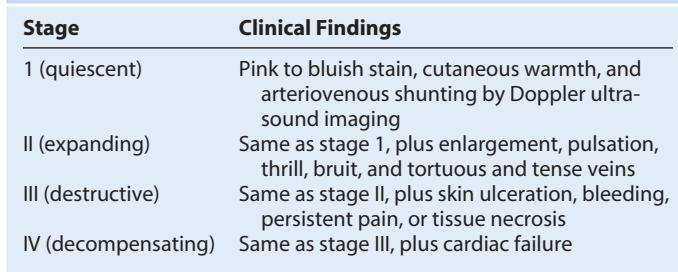 Stage Clinical Findings
1 (quiescent) Pink to bluish stain, cutaneous warmth, and
arteriovenous shunting by Doppler ultra-
sound imaging
II (expanding) Same as stage 1, plus enlargement, pulsation,
thrill, bruit, and tortuous and tense veins
III (destructive) Same as stage II, plus skin ulceration, bleeding,
persistent pain, or tissue necrosis
IV (decompensating) Same as stage III, plus cardiac failure